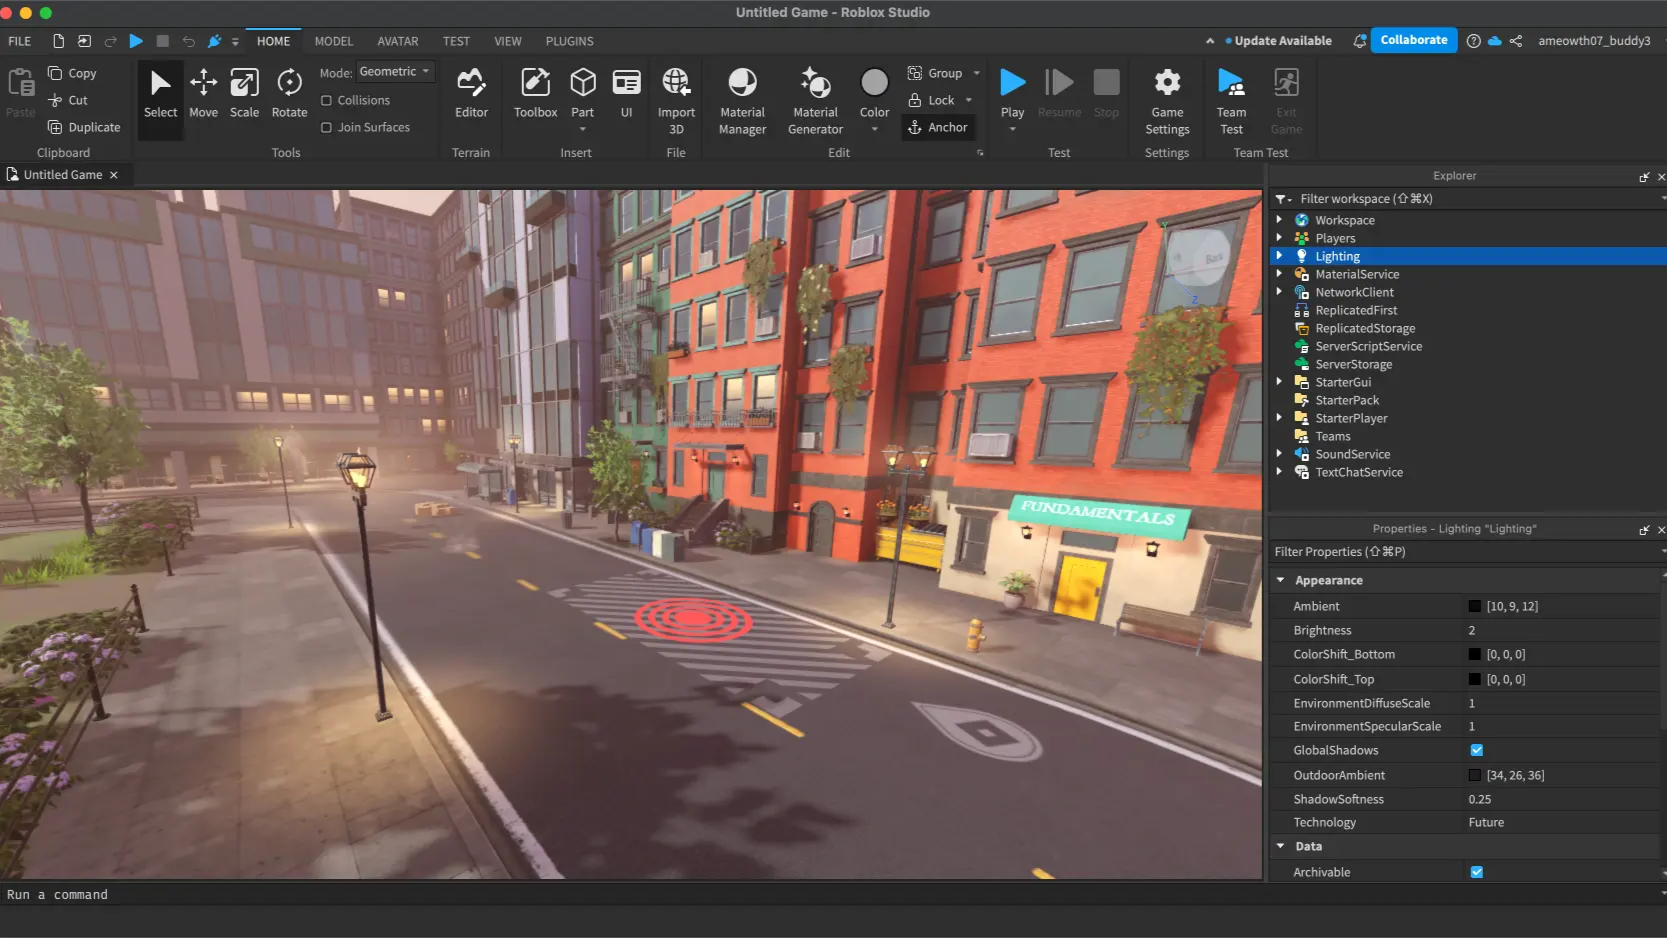 Untitled Game - Roblox Studio
FILE HOME MODEL AVATAR TEST VIEW PLUGINS Update Available Collaborate ameowth07_buddy3
Paste Copy Cut Duplicate
Clipboard
Select Move Scale Rotate Mode: Geometric
Collisions
Join Surfaces
Tools
Editor
Terrain
Toolbox Part UI
Insert
Import 3D
File
Material Manager Material Generator Color Group Lock Anchor
Edit
Play Resume Stop
Test
Game Settings
Settings
Team Test Exit Game
Team Test
Untitled Game
FUNDAMENTALS
Z
Explorer
Filter workspace (⇧⌘X)
Workspace
Players
Lighting
MaterialService
NetworkClient
ReplicatedFirst
ReplicatedStorage
ServerScriptService
ServerStorage
StarterGui
StarterPack
StarterPlayer
Teams
SoundService
TextChatService
Properties - Lighting "Lighting"
Filter Properties (⇧⌘P)
Appearance
Ambient [10, 9, 12]
Brightness 2
ColorShift_Bottom [0, 0, 0]
ColorShift_Top [0, 0, 0]
EnvironmentDiffuseScale 1
EnvironmentSpecularScale 1
GlobalShadows
OutdoorAmbient [34, 26, 36]
ShadowSoftness 0.25
Technology Future
Data
Archivable
Run a command